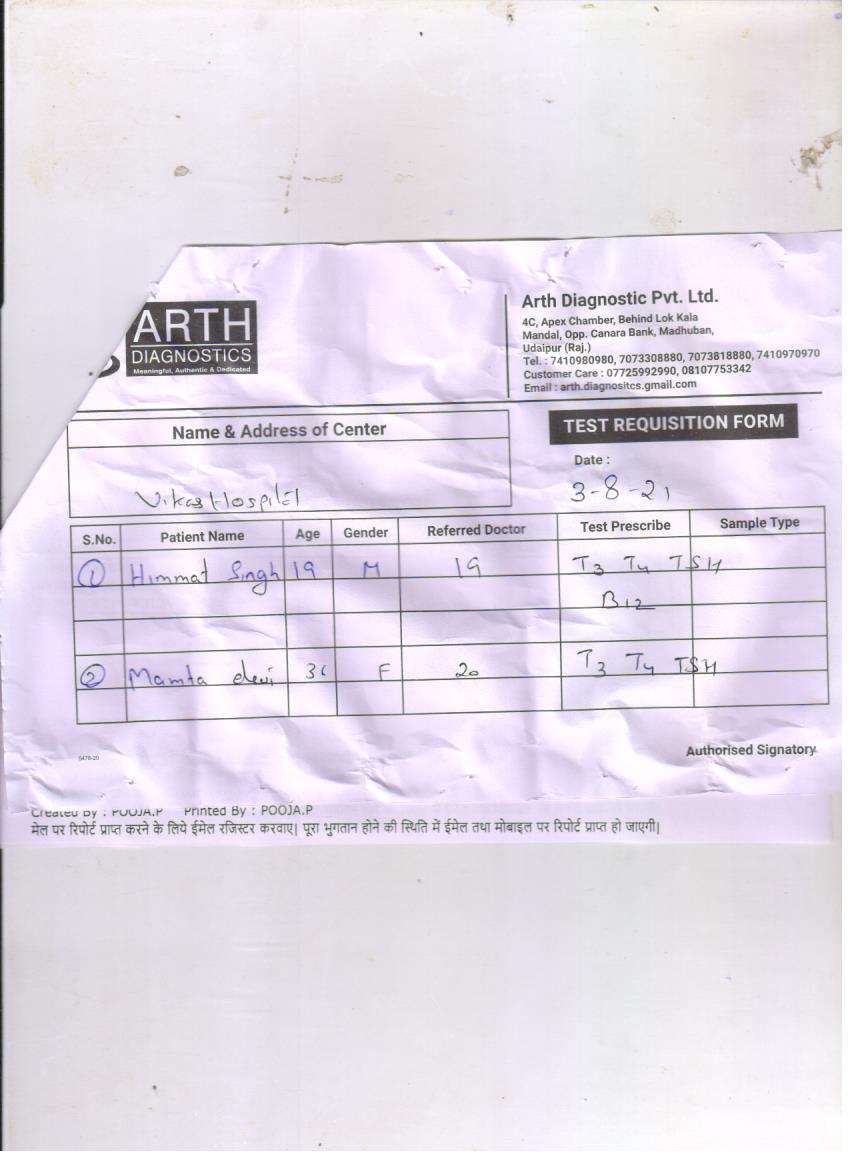 ARTH
DIAGNOSTICS
Meaningful, Authentic & Dedicated
Arth Diagnostic Pvt. Ltd.
4C, Apex Chamber, Behind Lok Kala
Mandal, Opp. Canara Bank, Madhuban,
Udaipur (Raj.)
Tel. : 7410980980, 7073308880, 7073818880, 7410970970
Customer Care : 07725992990, 08107753342
Email : arth.diagnositcs.gmail.com
Name & Address of Center
TEST REQUISITION FORM
Date :
Vikas Hospital
3-8-21
S.No. Patient Name Age Gender Referred Doctor Test Prescribe Sample Type
1 Himmat Singh 19 M 19 T3 T4 TSH
B12
2 Mamta devi 36 F 20 T3 T4 TSH
Authorised Signatory
5478-20
Created By : POOJA.P Printed By : POOJA.P
मेल पर रिपोर्ट प्राप्त करने के लिये ईमेल रजिस्टर करवाए| पूरा भुगतान होने की स्थिति में ईमेल तथा मोबाइल पर रिपोर्ट प्राप्त हो जाएगी|